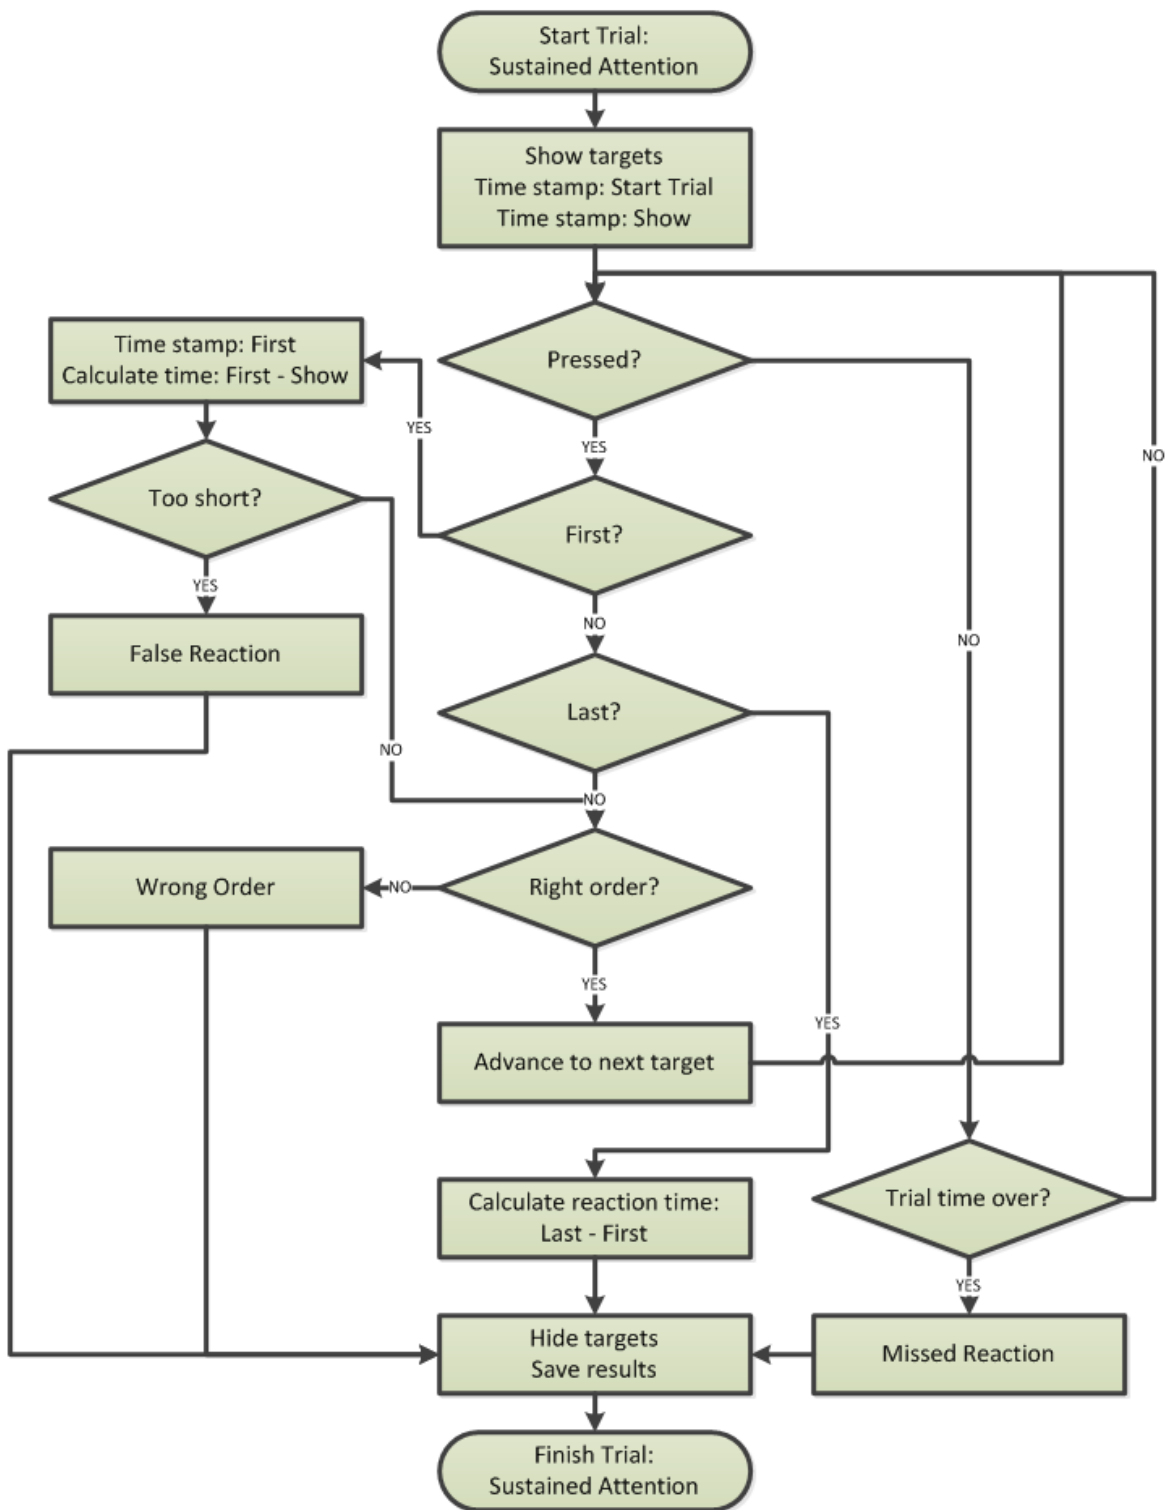 Start Trial:
Sustained Attention
Show targets
Time stamp: Start Trial
Time stamp: Show
Pressed?
Time stamp: First
Calculate time: First - Show
YES
YES
NO
Too short?
First?
YES
NO
NO
False Reaction
Last?
NO
NO
Wrong Order
NO
Right order?
YES
YES
Advance to next target
Calculate reaction time:
Last - First
Trial time over?
YES
Hide targets
Save results
Missed Reaction
Finish Trial:
Sustained Attention